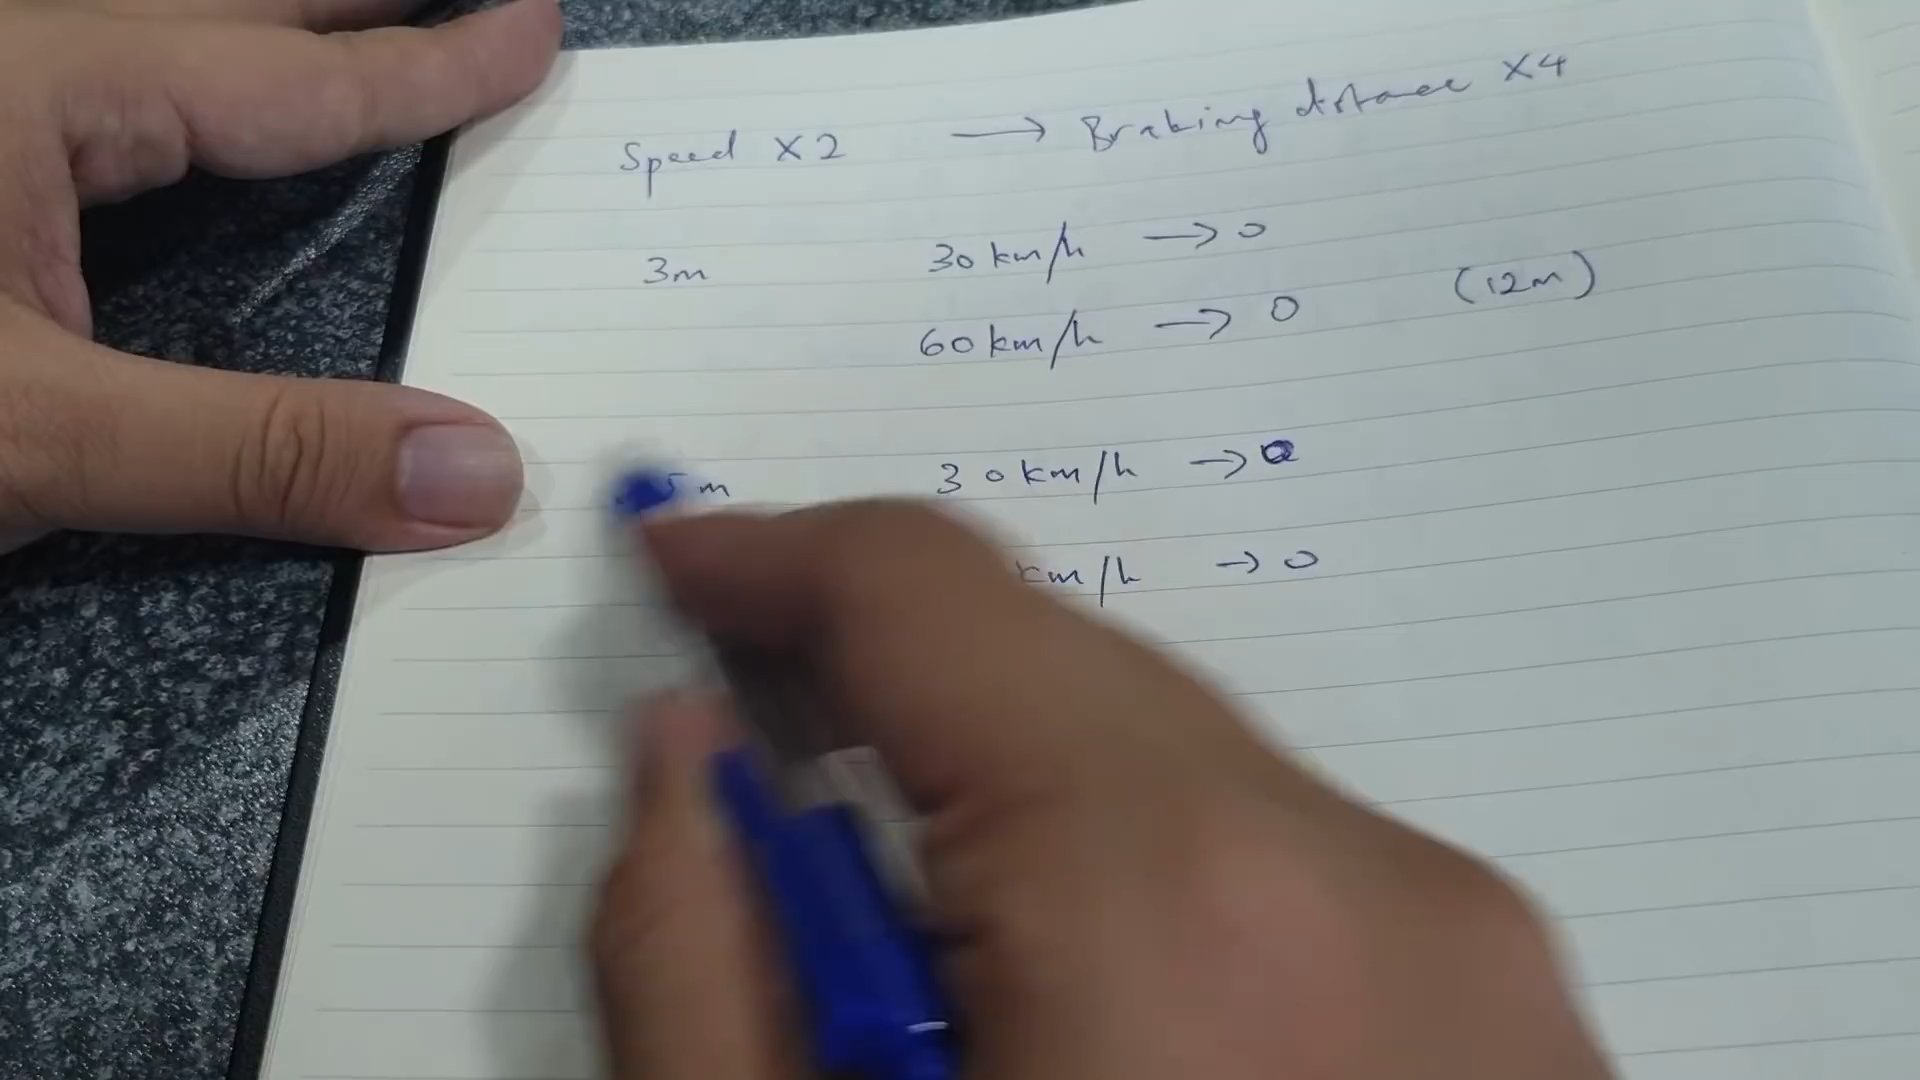 Speed X2 → Braking distance X4
3m 30 km/h → 0
60 km/h → 0 (12m)
m 30 km/h → 0
km/h → 0